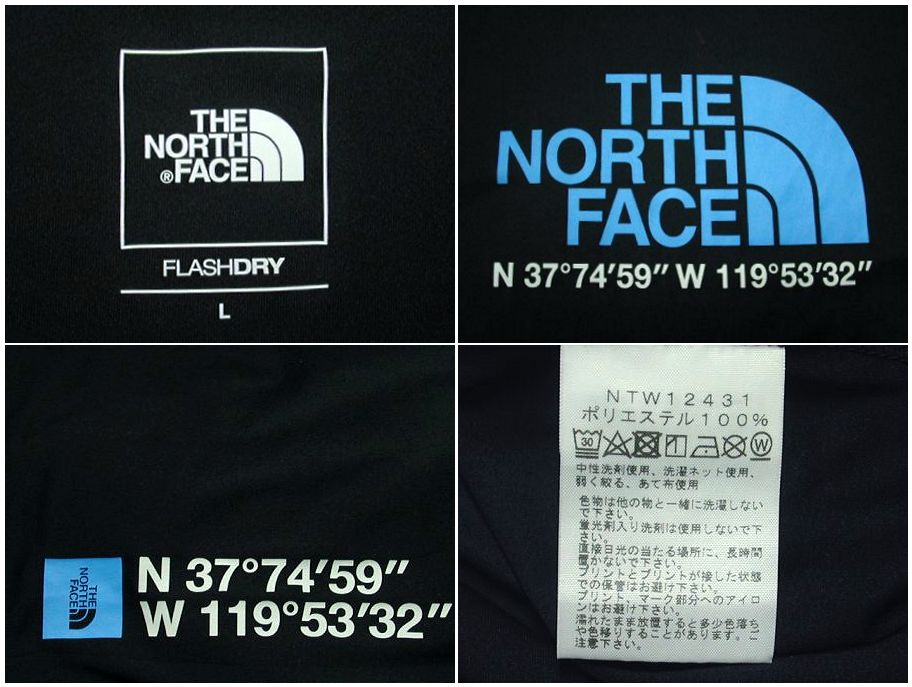 THE
NORTH
®FACE
FLASHDRY
L
THE
NORTH
FACE
N 37°74′59″ W 119°53′32″
THE
NORTH
FACE
N 37°74′59″
W 119°53′32″
NTW12431
ポリエステル100%
30 W
中性洗剤使用、洗濯ネット使用、
弱く絞る、あて布使用
色物は他の物と一緒に洗濯しない
で下さい。
蛍光剤入り洗剤は使用しないで下
さい。
直接日光の当たる場所に、長時間
置かないで下さい。
プリントとプリントが接した状態
での保管はお避け下さい。
プリント、マーク部分へのアイロ
ンはお避け下さい。
濡れたまま放置すると多少色落ち
や色移りすることがあります。ご
注意下さい。